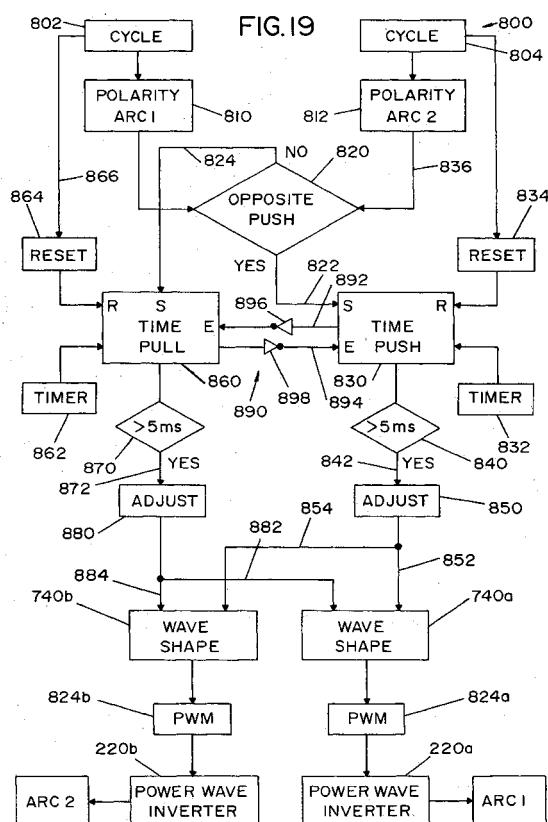 FIG.19
802
CYCLE
CYCLE
800
804
POLARITY
ARC 1
810
812
POLARITY
ARC 2
824
NO
820
836
866
864
OPPOSITE
PUSH
834
RESET
RESET
YES
822
892
896
R
S
E
TIME
PULL
S
R
E
TIME
PUSH
860
898
890
894
830
TIMER
862
TIMER
832
>5ms
870
872
YES
>5ms
840
842
YES
ADJUST
880
ADJUST
850
854
882
884
852
740b
WAVE
SHAPE
740a
WAVE
SHAPE
824b
PWM
824a
PWM
220b
220a
ARC 2
POWER WAVE
INVERTER
POWER WAVE
INVERTER
ARC 1